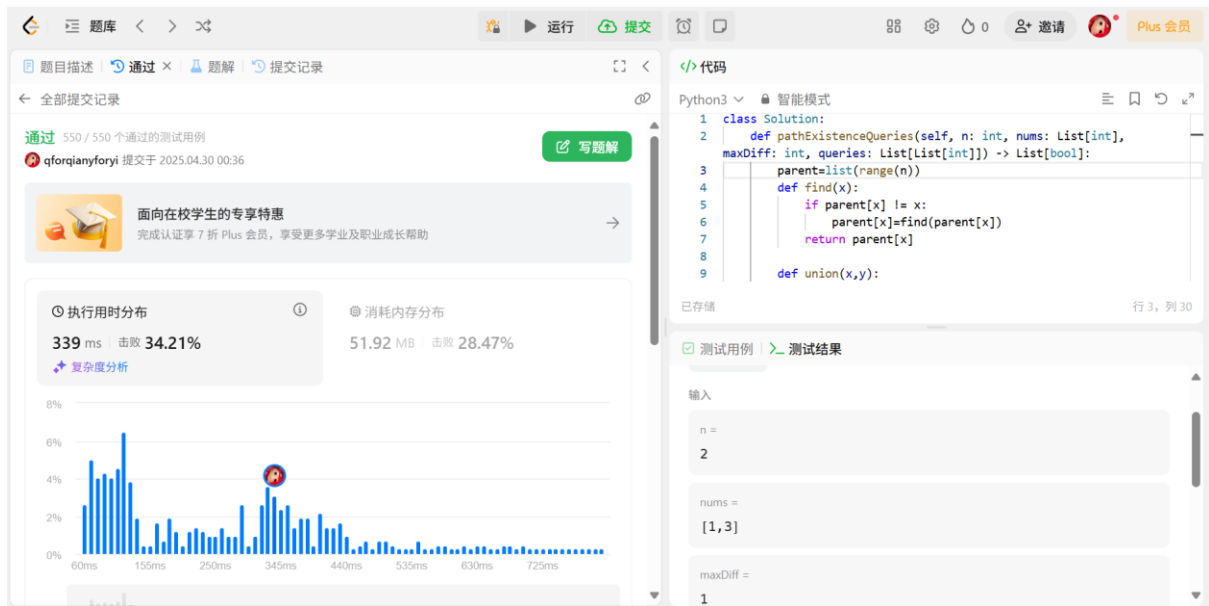 题库
运行
提交
0
邀请
Plus 会员
题目描述
通过
题解
提交记录
全部提交记录
通过 550 / 550 个通过的测试用例
qforqianyforyi 提交于 2025.04.30 00:36
写题解
面向在校学生的专享特惠
完成认证享 7 折 Plus 会员，享受更多学业及职业成长帮助
执行用时分布
339 ms 击败 34.21%
复杂度分析
消耗内存分布
51.92 MB 击败 28.47%
8%
6%
4%
2%
0%
60ms 155ms 250ms 345ms 440ms 535ms 630ms 725ms
</> 代码
Python3 智能模式
1 class Solution:
2 def pathExistenceQueries(self, n: int, nums: List[int],
maxDiff: int, queries: List[List[int]]) -> List[bool]:
3 parent=list(range(n))
4 def find(x):
5 if parent[x] != x:
6 parent[x]=find(parent[x])
7 return parent[x]
8
9 def union(x,y):
已存储
行 3，列 30
测试用例
>_ 测试结果
输入
n =
2
nums =
[1,3]
maxDiff =
1